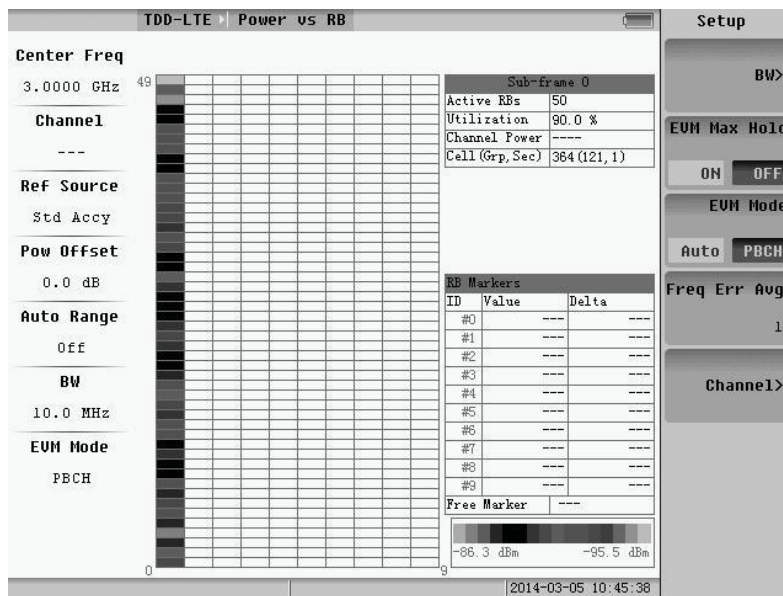 TDD-LTE Power vs RB
Setup
Center Freq
3.0000 GHz
Channel
---
Ref Source
Std Accy
Pow Offset
0.0 dB
Auto Range
Off
BW
10.0 MHz
EVM Mode
PBCH
49
0
9
Sub-frame 0
Active RBs 50
Utilization 90.0 %
Channel Power ----
Cell(Grp,Sec) 364(121,1)
RB Markers
ID Value Delta
#0 --- ---
#1 --- ---
#2 --- ---
#3 --- ---
#4 --- ---
#5 --- ---
#6 --- ---
#7 --- ---
#8 --- ---
#9 --- ---
Free Marker ---
-86.3 dBm -95.5 dBm
2014-03-05 10:45:38
BW>
EVM Max Hold
ON OFF
EVM Mode
Auto PBCH
Freq Err Avg
1
Channel>